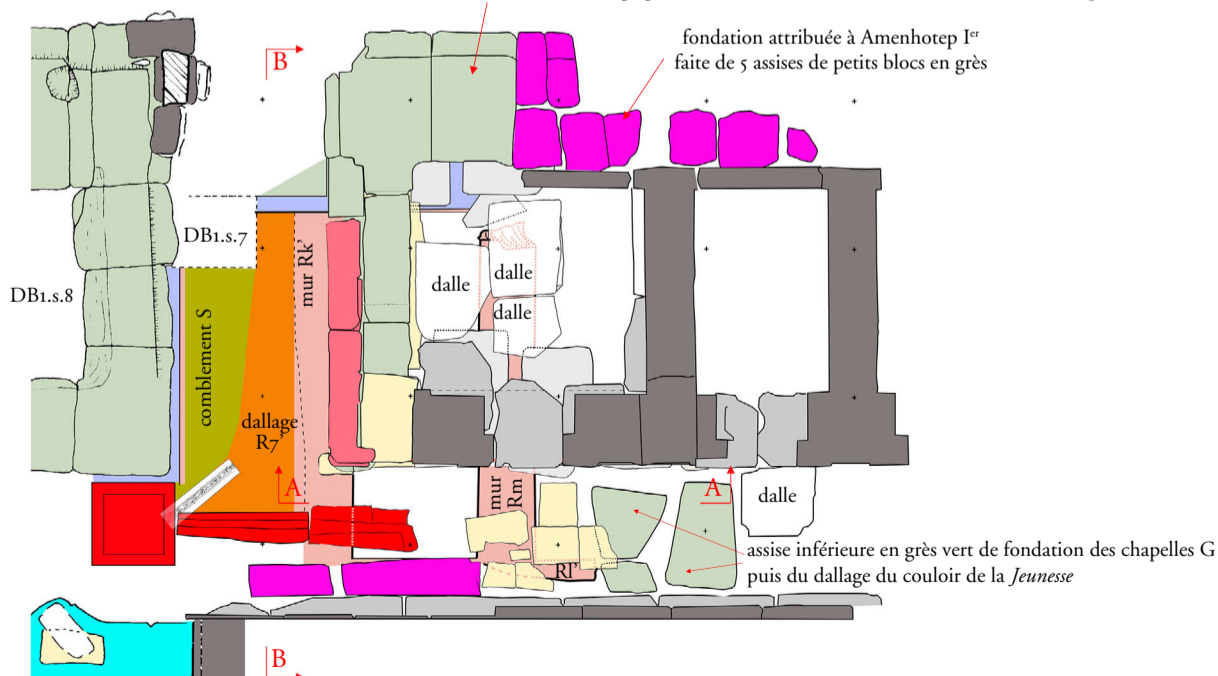 B
fondation attribuée à Amenhotep Iᵉʳ
faite de 5 assises de petits blocs en grès
DB1.s.7
DB1.s.8
mur Rk'
comblement S
dallage
R7'
dalle
dalle
dalle
A
A
mur
Rm
dalle
Rl'
assise inférieure en grès vert de fondation des chapelles G
puis du dallage du couloir de la Jeunesse
B